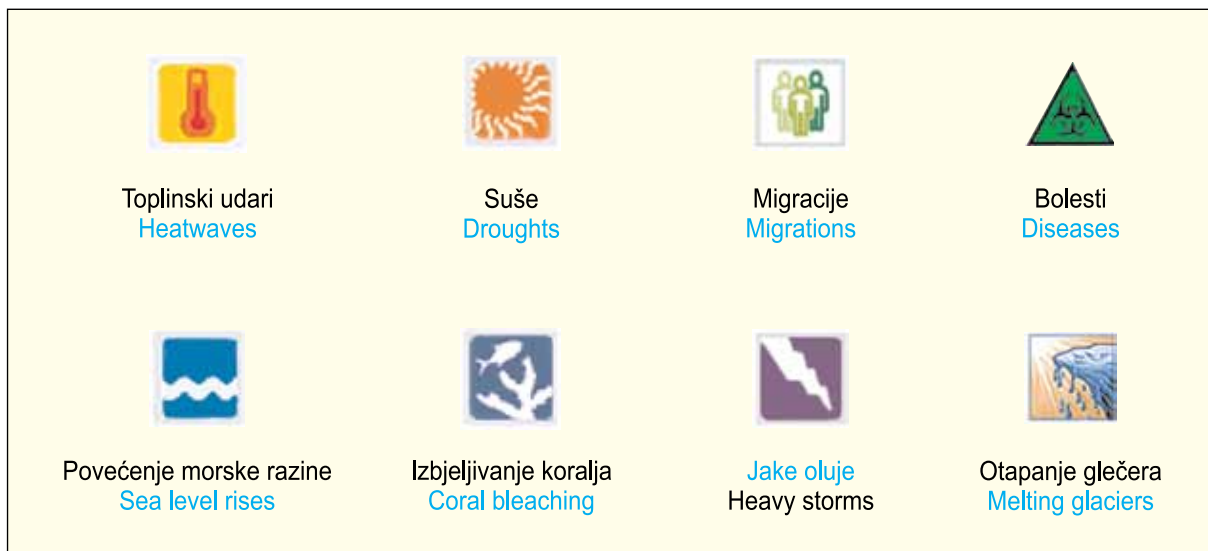 Toplinski udari
Heatwaves
Suše
Droughts
Migracije
Migrations
Bolesti
Diseases
Povećenje morske razine
Sea level rises
Izbjeljivanje koralja
Coral bleaching
Jake oluje
Heavy storms
Otapanje glečera
Melting glaciers